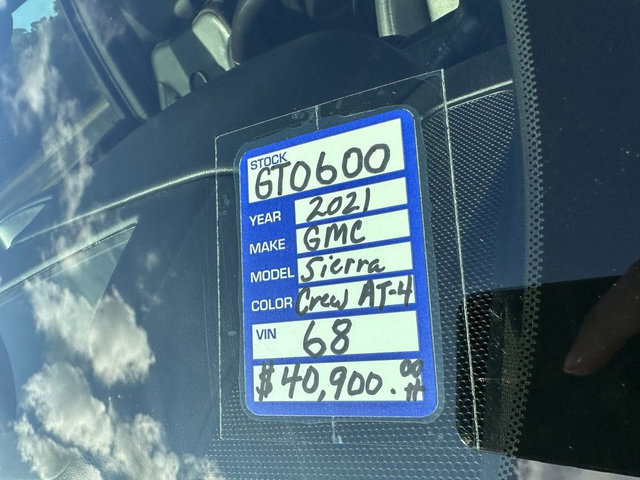 STOCK
GT0600
YEAR 2021
MAKE GMC
MODEL Sierra
COLOR Crew AT-4
VIN 68
$40,900.00